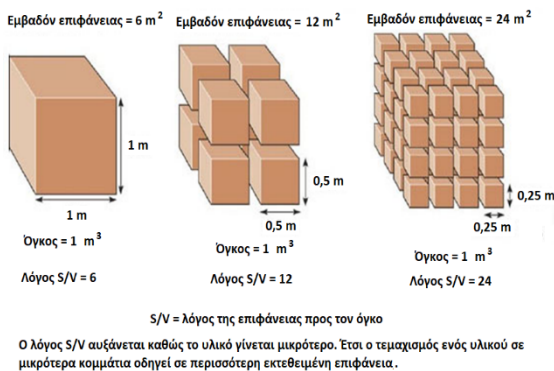 Εμβαδόν επιφάνειας = 6 m²
Εμβαδόν επιφάνειας = 12 m²
Εμβαδόν επιφάνειας = 24 m²
1 m
1 m
Όγκος = 1 m³
Λόγος S/V = 6
0,5 m
0,5 m
Όγκος = 1 m³
Λόγος S/V = 12
0,25 m
0,25 m
Όγκος = 1 m³
Λόγος S/V = 24
S/V = λόγος της επιφάνειας προς τον όγκο
Ο λόγος S/V αυξάνεται καθώς το υλικό γίνεται μικρότερο. Έτσι ο τεμαχισμός ενός υλικού σε
μικρότερα κομμάτια οδηγεί σε περισσότερη εκτεθειμένη επιφάνεια.